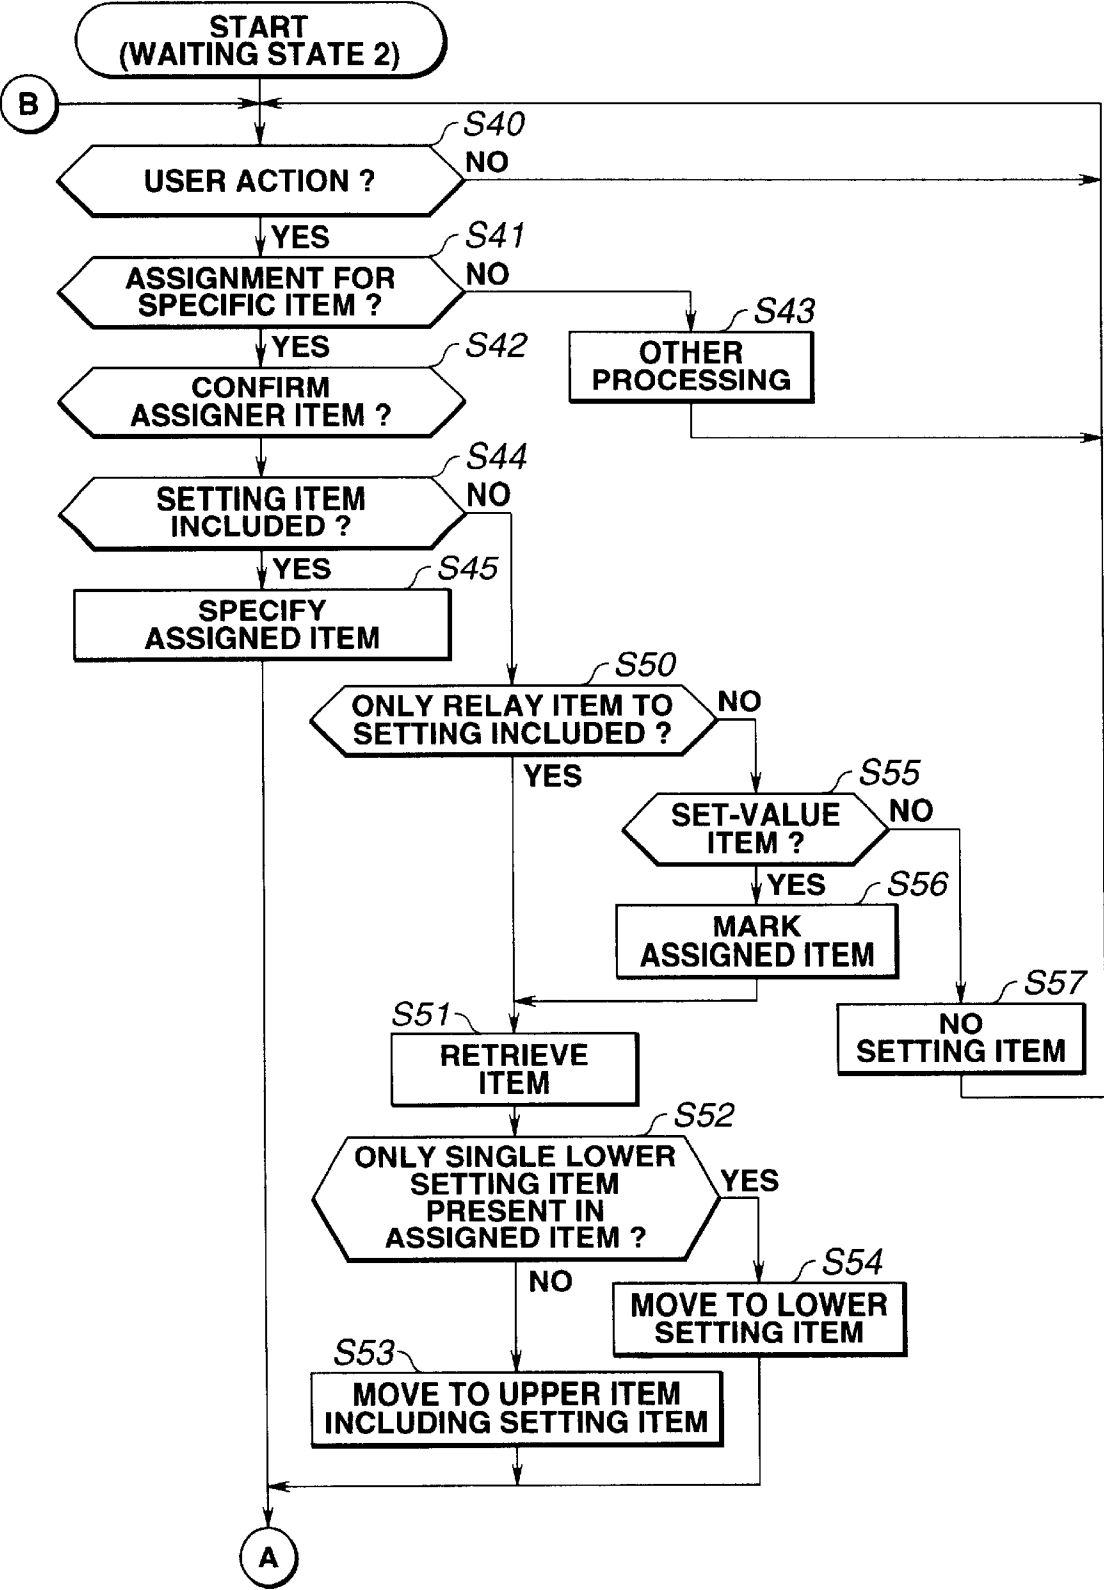 START
(WAITING STATE 2)
B
S40
USER ACTION ?
NO
YES
S41
ASSIGNMENT FOR
SPECIFIC ITEM ?
NO
YES
S43
OTHER
PROCESSING
S42
CONFIRM
ASSIGNER ITEM ?
S44
SETTING ITEM
INCLUDED ?
NO
YES
S45
SPECIFY
ASSIGNED ITEM
S50
ONLY RELAY ITEM TO
SETTING INCLUDED ?
NO
YES
S55
SET-VALUE
ITEM ?
NO
YES
S56
MARK
ASSIGNED ITEM
S57
NO
SETTING ITEM
S51
RETRIEVE
ITEM
S52
ONLY SINGLE LOWER
SETTING ITEM
PRESENT IN
ASSIGNED ITEM ?
YES
NO
S54
MOVE TO LOWER
SETTING ITEM
S53
MOVE TO UPPER ITEM
INCLUDING SETTING ITEM
A